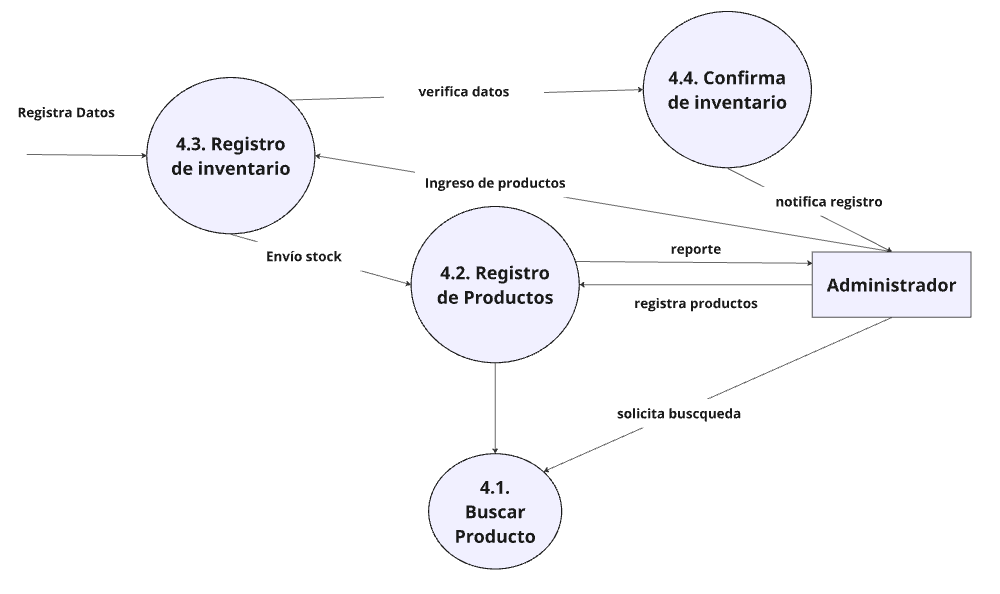 4.4. Confirma
de inventario
verifica datos
Registra Datos
4.3. Registro
de inventario
Ingreso de productos
notifica registro
reporte
Envío stock
4.2. Registro
de Productos
Administrador
registra productos
solicita buscqueda
4.1.
Buscar
Producto